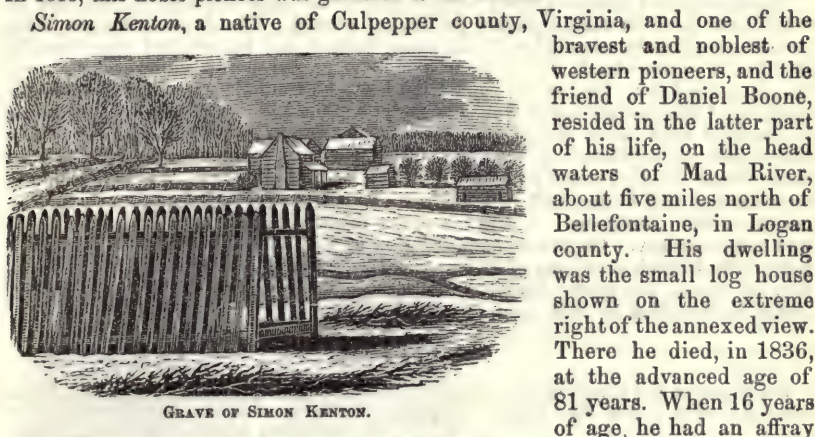 Simon Kenton, a native of Culpepper county, Virginia, and one of the
bravest and noblest of
western pioneers, and the
friend of Daniel Boone,
resided in the latter part
of his life, on the head
waters of Mad River,
about five miles north of
Bellefontaine, in Logan
county. His dwelling
was the small log house
shown on the extreme
right of the annexed view.
There he died, in 1836,
at the advanced age of
81 years. When 16 years
of age, he had an affray
GRAVE OF SIMON KENTON.